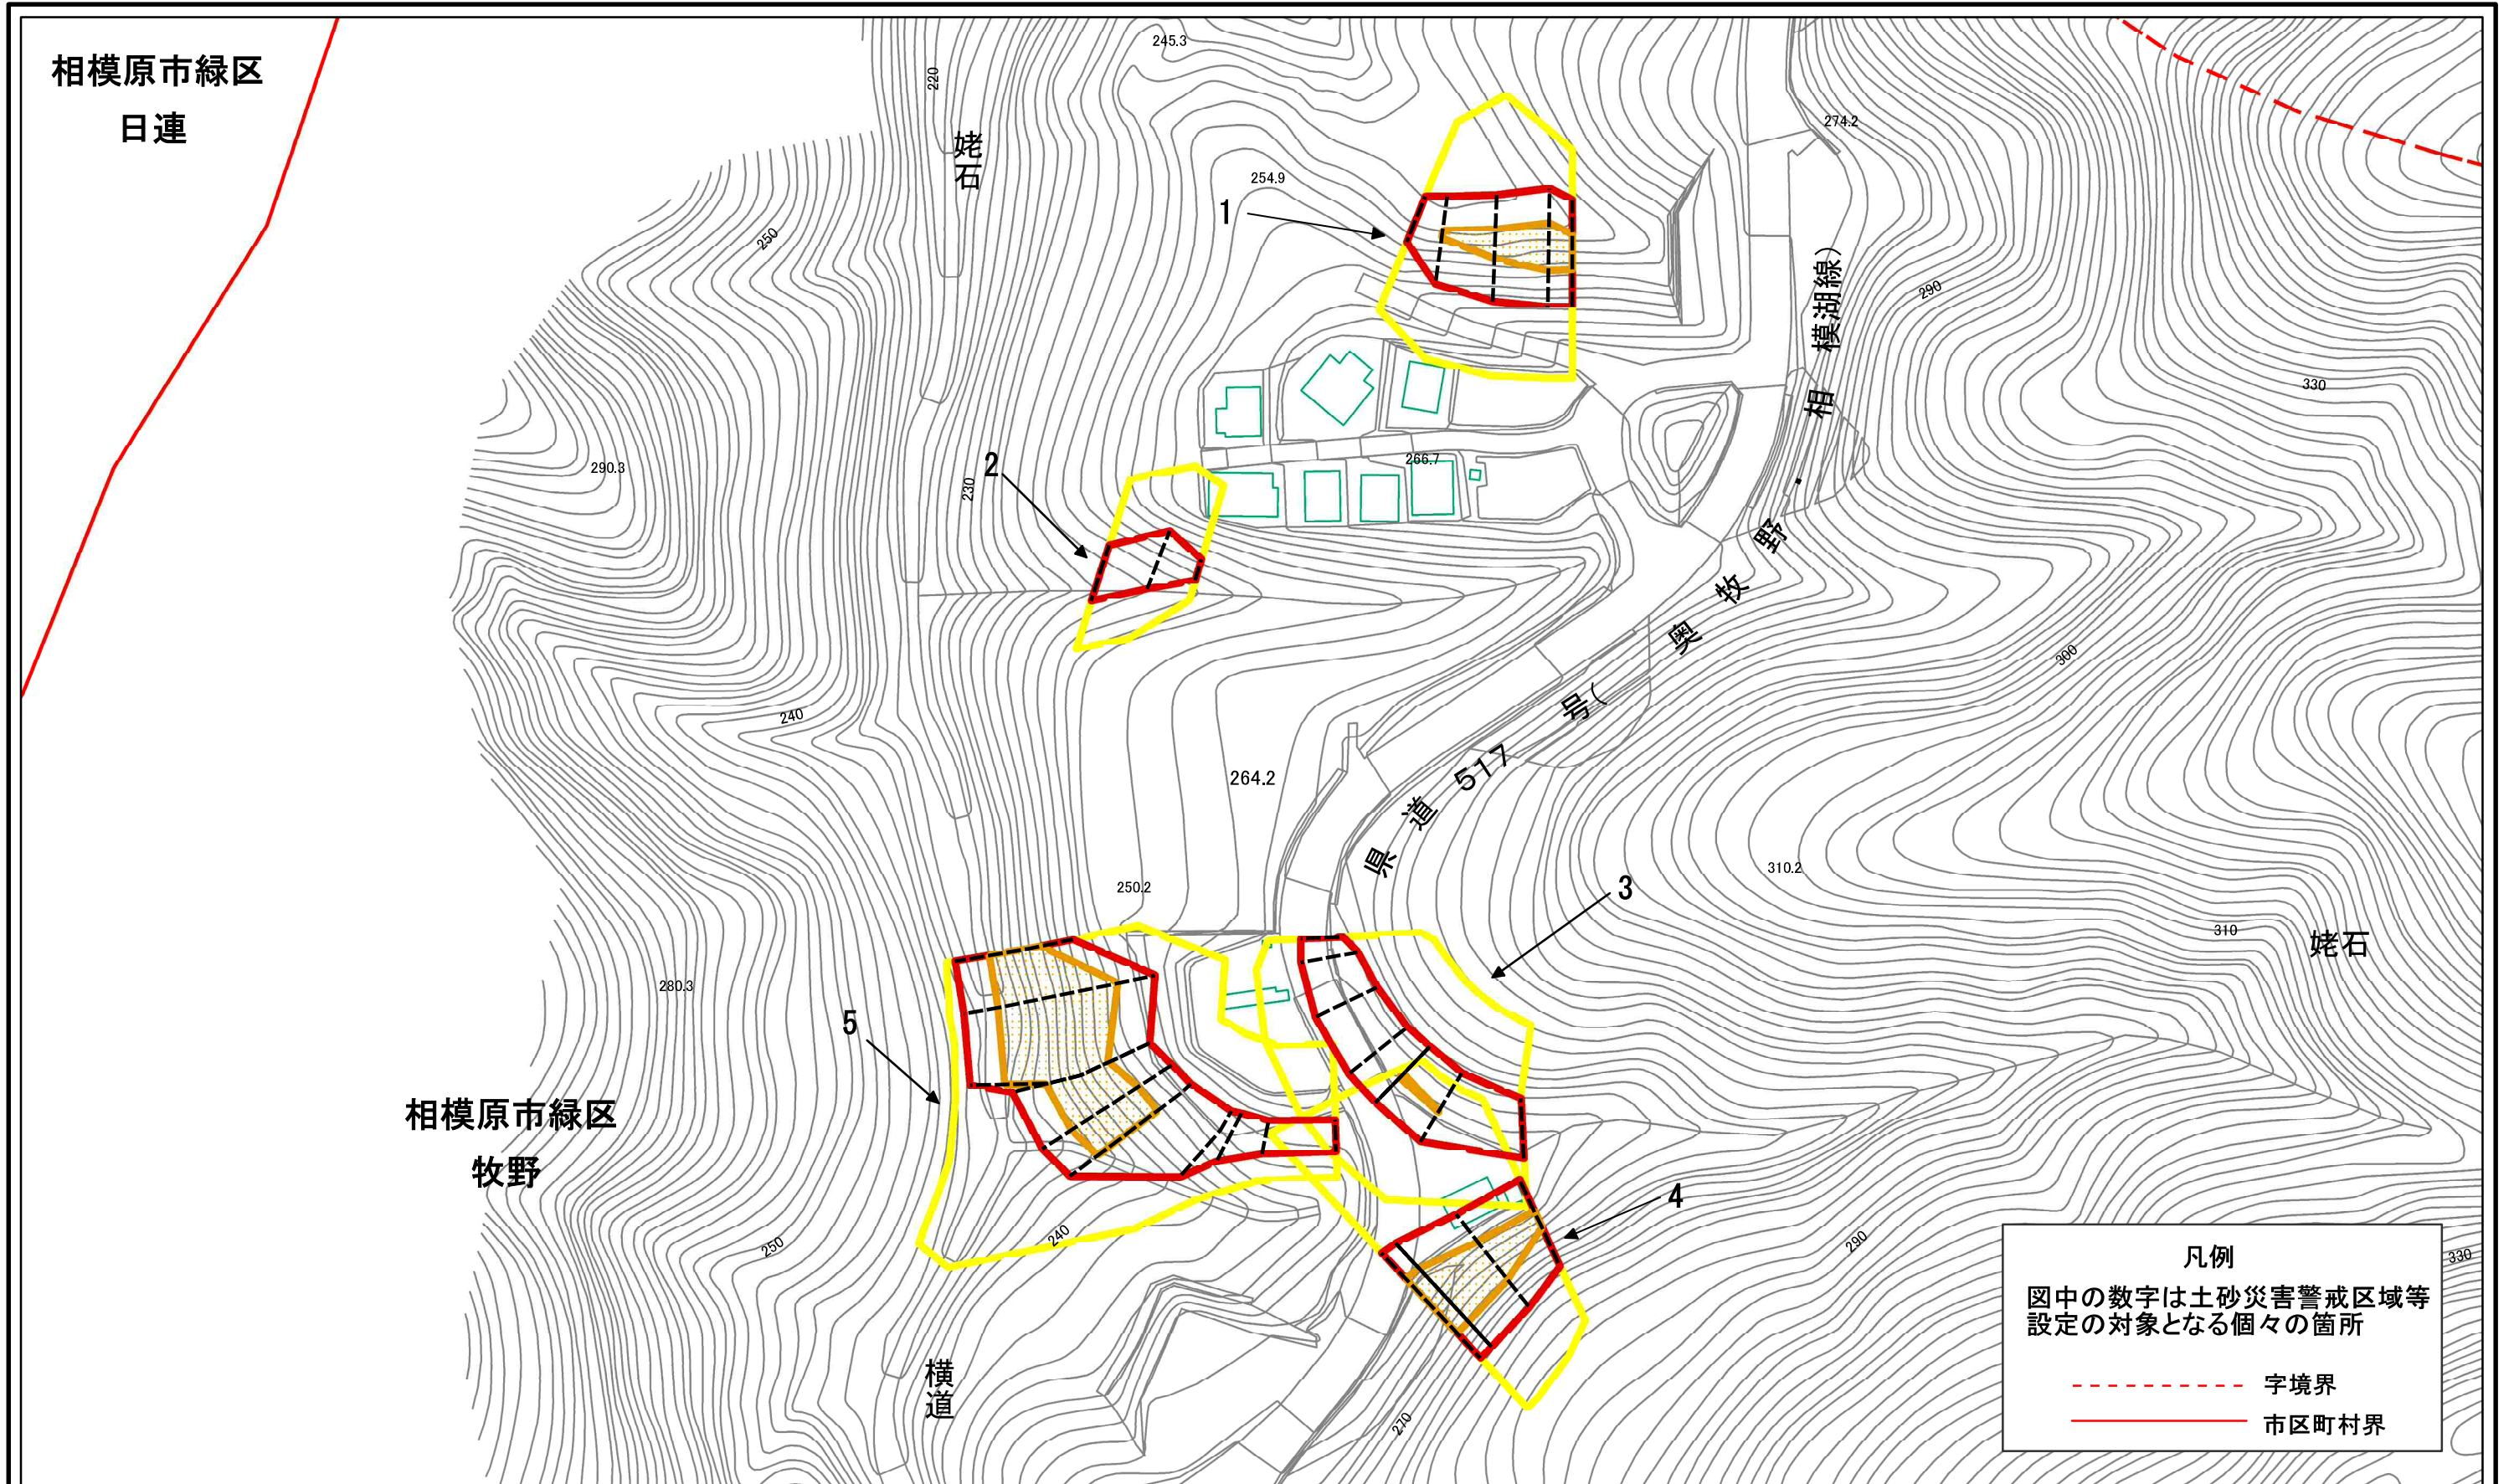 相模原市緑区
日連
245.3
220
姥石
274.2
254.9
1
250
290
330
290.3
2
266.7
230
県道 517 号(奥牧野・相模湖線)
300
240
264.2
250.2
310.2
3
310
姥石
280.3
5
相模原市緑区
牧野
4
240
250
290
330
270
横道
凡例
図中の数字は土砂災害警戒区域等
設定の対象となる個々の箇所
字境界
市区町村界